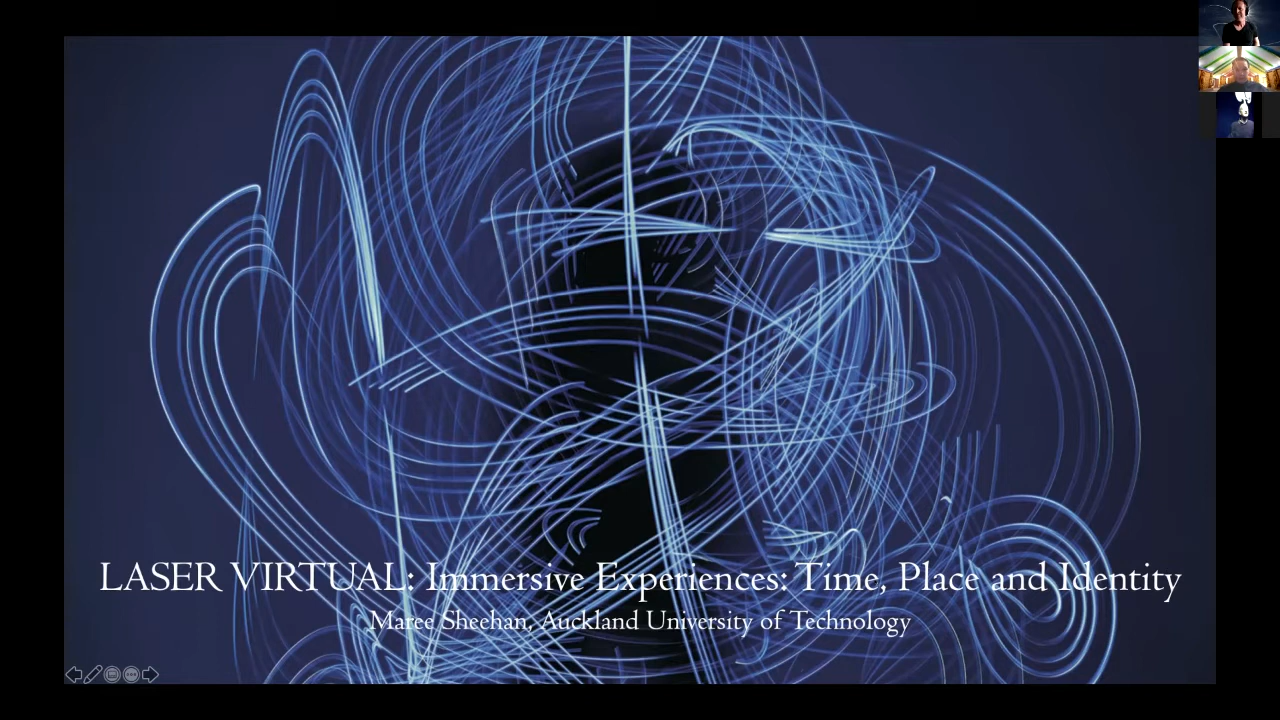 LASER VIRTUAL: Immersive Experiences: Time, Place and Identity
Maree Sheehan, Auckland University of Technology